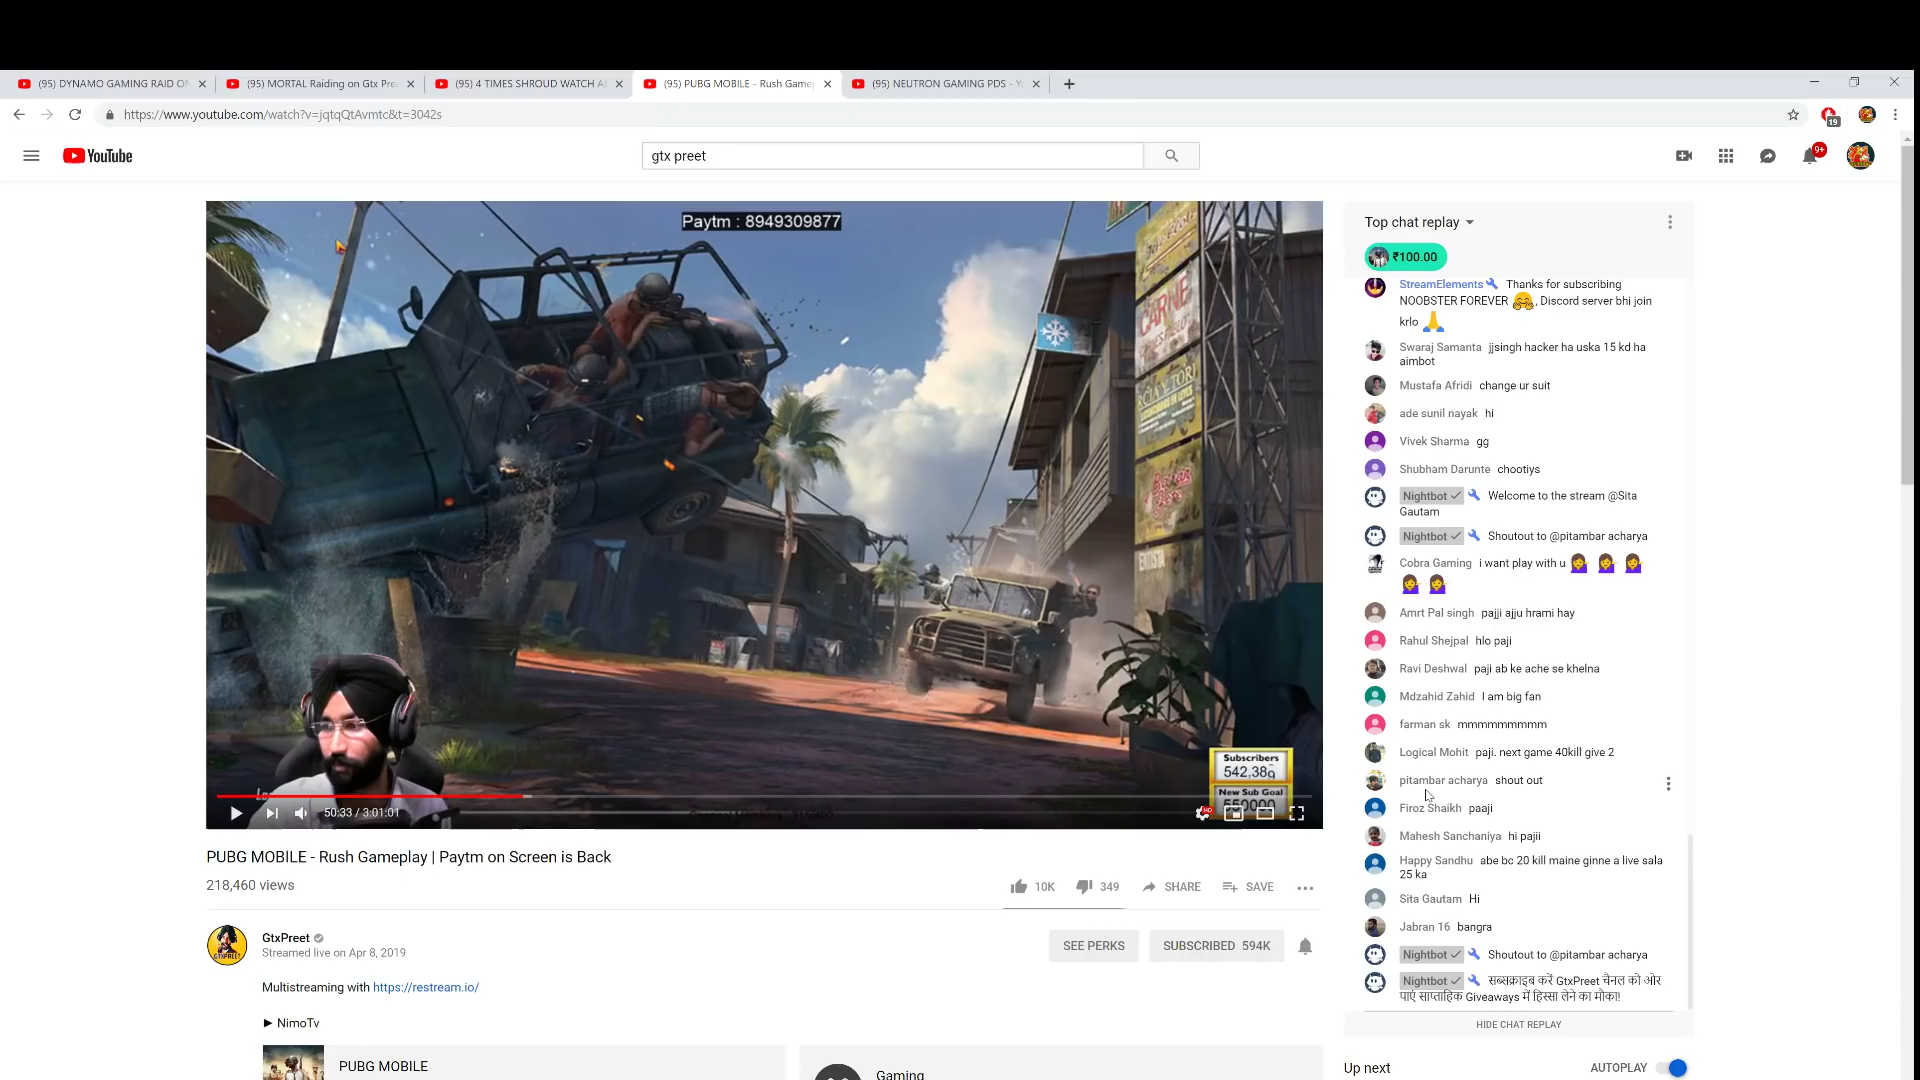 (95) DYNAMO GAMING RAID ON
(95) MORTAL Raiding on Gtx Pree
(95) 4 TIMES SHROUD WATCH A
(95) PUBG MOBILE - Rush Gamep
(95) NEUTRON GAMING PDS - Y
https://www.youtube.com/watch?v=jqtqQtAvmtc&t=3042s
19
YouTube
gtx preet
9+
Paytm : 8949309877
CARNE
Subscribers
542,38
New Sub Goal
550000
50:33 / 3:01:01
HD
PUBG MOBILE - Rush Gameplay | Paytm on Screen is Back
218,460 views
10K
349
SHARE
SAVE
GtxPreet
Streamed live on Apr 8, 2019
SEE PERKS
SUBSCRIBED 594K
Multistreaming with https://restream.io/
► NimoTv
PUBG MOBILE
Gaming
Top chat replay
₹100.00
StreamElements Thanks for subscribing
NOOBSTER FOREVER 🤗, Discord server bhi join
krlo 🙏
Swaraj Samanta jjsingh hacker ha uska 15 kd ha
aimbot
Mustafa Afridi change ur suit
ade sunil nayak hi
Vivek Sharma gg
Shubham Darunte chootiys
Nightbot ✓ Welcome to the stream @Sita
Gautam
Nightbot ✓ Shoutout to @pitambar acharya
Cobra Gaming i want play with u 💁‍♀️ 💁‍♀️ 💁‍♀️
💁‍♀️ 💁‍♀️
Amrt Pal singh pajji ajju hrami hay
Rahul Shejpal hlo paji
Ravi Deshwal paji ab ke ache se khelna
Mdzahid Zahid I am big fan
farman sk mmmmmmmmm
Logical Mohit paji. next game 40kill give 2
pitambar acharya shout out
Firoz Shaikh paaji
Mahesh Sanchaniya hi pajii
Happy Sandhu abe bc 20 kill maine ginne a live sala
25 ka
Sita Gautam Hi
Jabran 16 bangra
Nightbot ✓ Shoutout to @pitambar acharya
Nightbot ✓ सब्सक्राइब करें GtxPreet चैनल को ओर
पाएं साप्ताहिक Giveaways में हिस्सा लेने का मौका!
HIDE CHAT REPLAY
Up next
AUTOPLAY